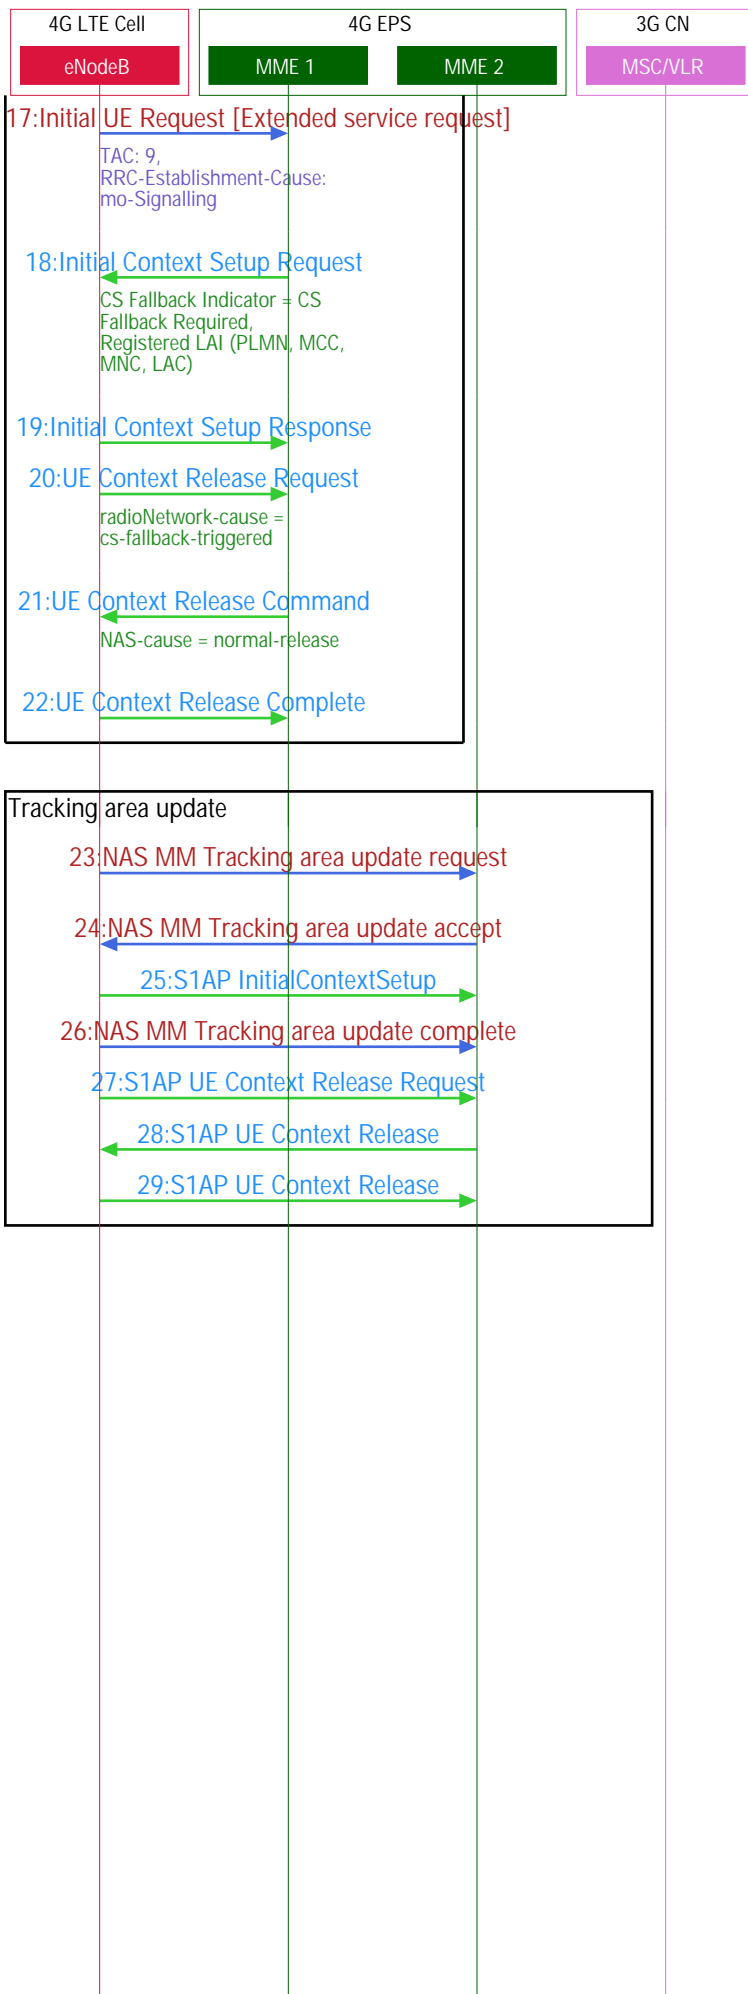 4G LTE Cell
4G EPS
3G CN
eNodeB
MME 1
MME 2
MSC/VLR
17:Initial UE Request [Extended service request]
TAC: 9,
RRC-Establishment-Cause:
mo-Signalling
18:Initial Context Setup Request
CS Fallback Indicator = CS
Fallback Required,
Registered LAI (PLMN, MCC,
MNC, LAC)
19:Initial Context Setup Response
20:UE Context Release Request
radioNetwork-cause =
cs-fallback-triggered
21:UE Context Release Command
NAS-cause = normal-release
22:UE Context Release Complete
Tracking area update
23:NAS MM Tracking area update request
24:NAS MM Tracking area update accept
25:S1AP InitialContextSetup
26:NAS MM Tracking area update complete
27:S1AP UE Context Release Request
28:S1AP UE Context Release
29:S1AP UE Context Release